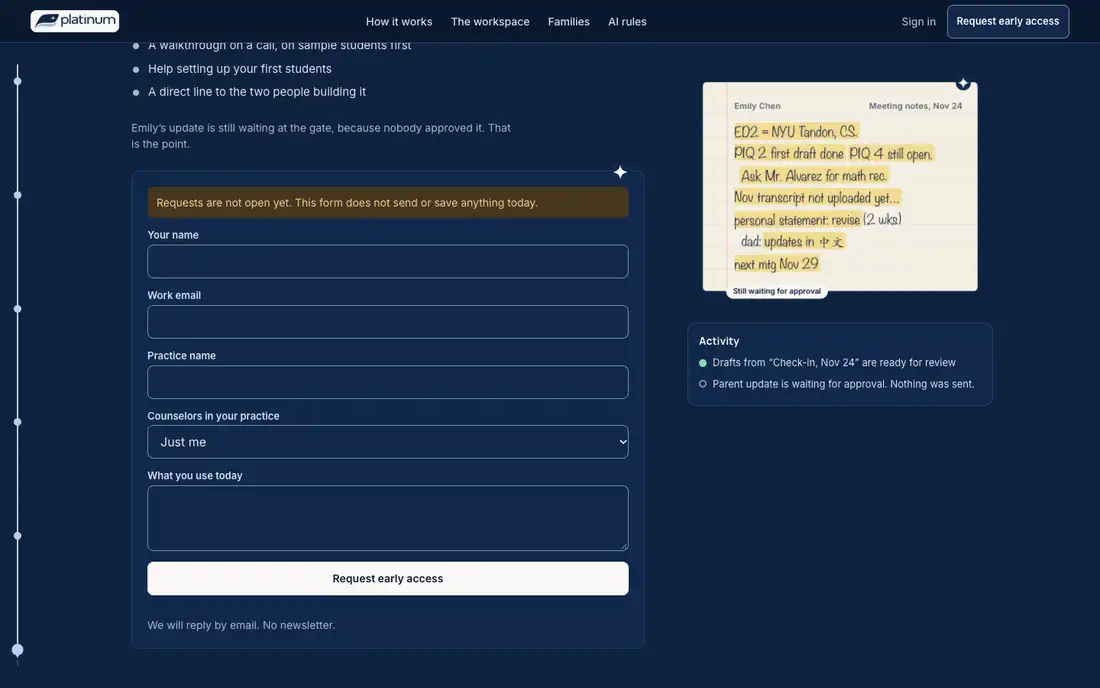 platinum
How it works
The workspace
Families
AI rules
Sign in
Request early access
A walkthrough on a call, on sample students first
Help setting up your first students
A direct line to the two people building it
Emily's update is still waiting at the gate, because nobody approved it. That
is the point.
Requests are not open yet. This form does not send or save anything today.
Your name
Work email
Practice name
Counselors in your practice
Just me
What you use today
Request early access
We will reply by email. No newsletter.
Emily Chen
Meeting notes, Nov 24
ED2 = NYU Tandon, CS.
PIQ 2 first draft done PIQ 4 still open.
Ask Mr. Alvarez for math rec.
Nov transcript not uploaded yet...
personal statement: revise (2 wks)
dad: updates in 中文
next mtg Nov 29
Still waiting for approval
Activity
Drafts from “Check-in, Nov 24” are ready for review
Parent update is waiting for approval. Nothing was sent.